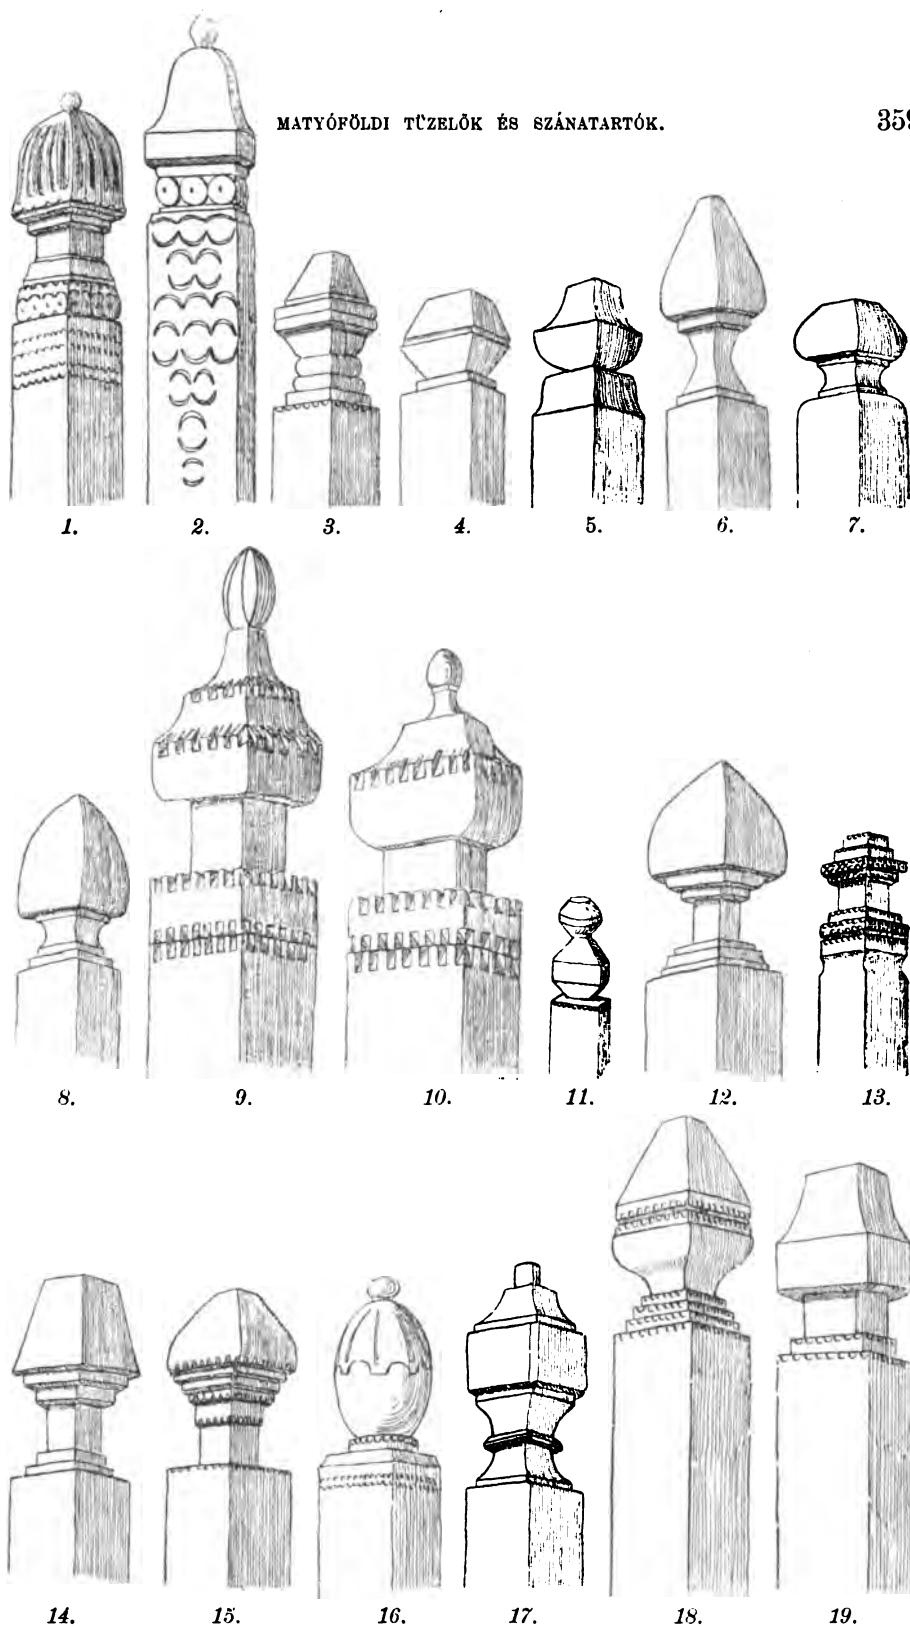 MATYÓFÖLDI TŰZELŐK ÉS SZÁNATARTÓK. 359
1. 2. 3. 4. 5. 6. 7.
8. 9. 10. 11. 12. 13.
14. 15. 16. 17. 18. 19.